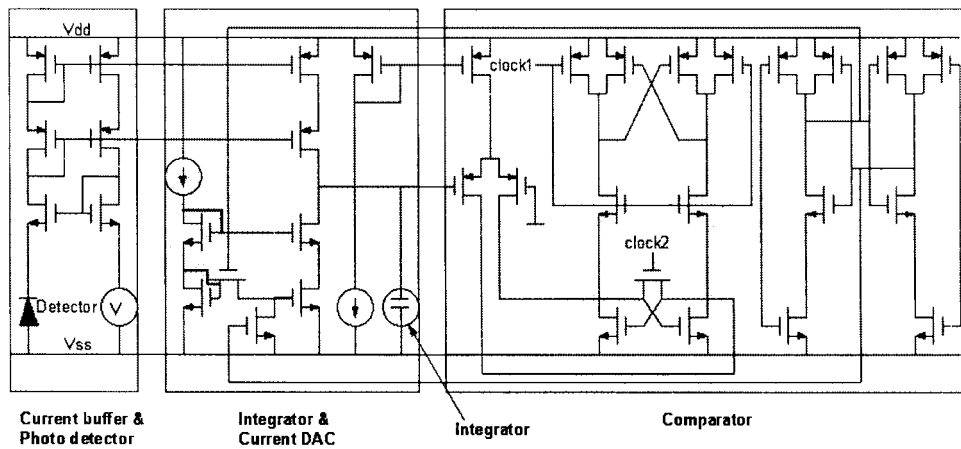 Vdd
clock1
clock2
Detector
V
Vss
Current buffer &
Photo detector
Integrator &
Current DAC
Integrator
Comparator